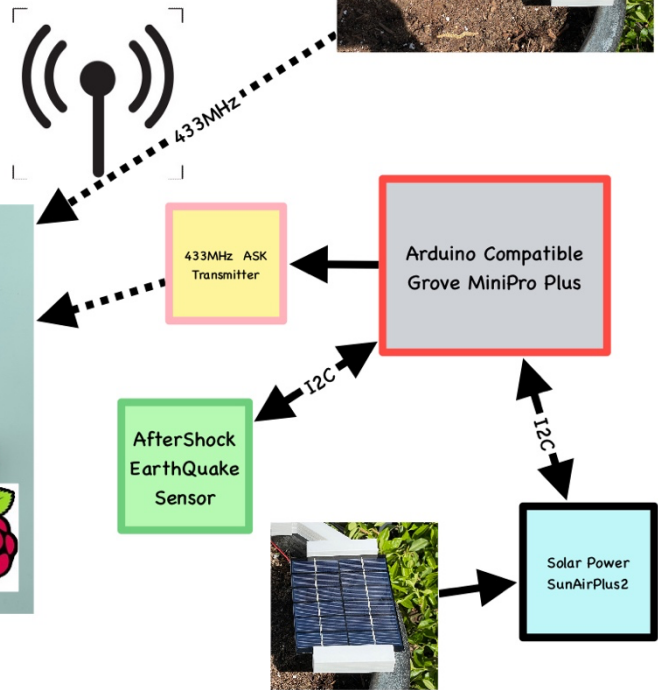 433MHz
433MHz ASK
Transmitter
Arduino Compatible
Grove MiniPro Plus
I2C
I2C
AfterShock
EarthQuake
Sensor
Solar Power
SunAirPlus2